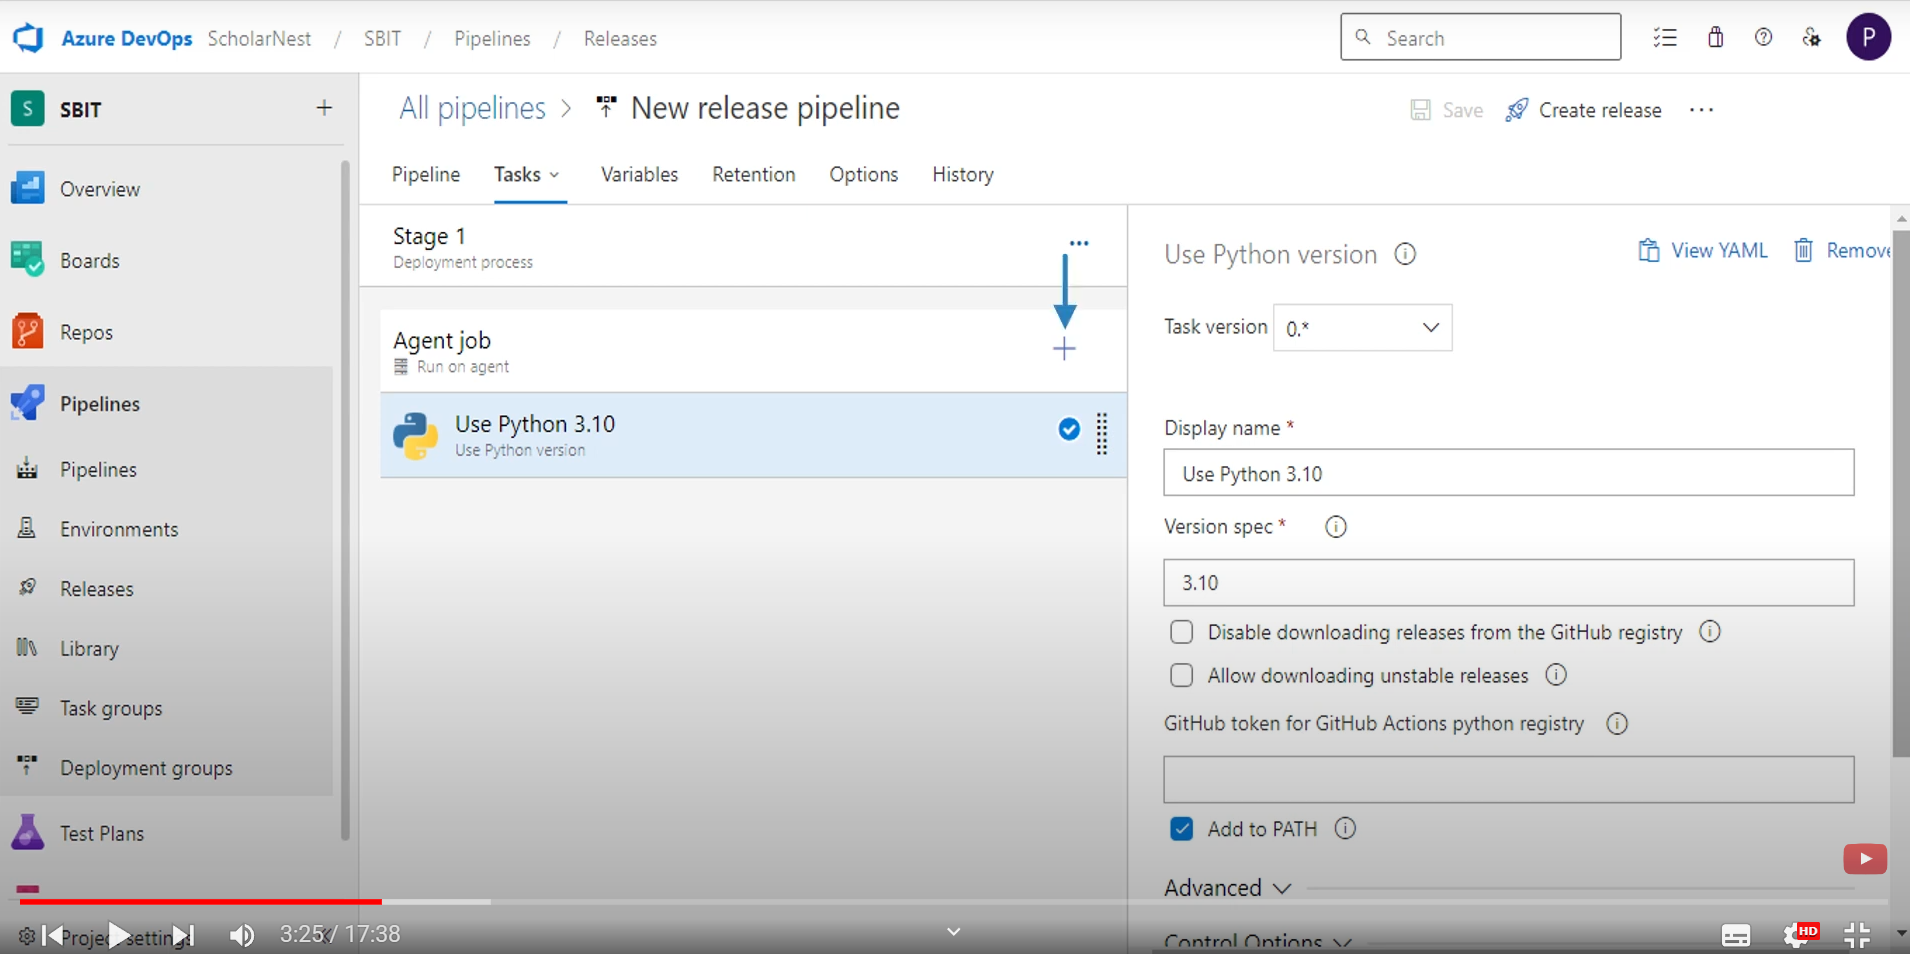 Azure DevOps ScholarNest / SBIT / Pipelines / Releases
Search
P
S SBIT +
Overview
Boards
Repos
Pipelines
Pipelines
Environments
Releases
Library
Task groups
Deployment groups
Test Plans
Project settings
All pipelines > New release pipeline
Save Create release ...
Pipeline Tasks Variables Retention Options History
Stage 1
Deployment process
Agent job
Run on agent
Use Python 3.10
Use Python version
Use Python version
View YAML Remove
Task version 0.*
Display name *
Use Python 3.10
Version spec *
3.10
Disable downloading releases from the GitHub registry
Allow downloading unstable releases
GitHub token for GitHub Actions python registry
Add to PATH
Advanced
Control Options
3:25 / 17:38
HD